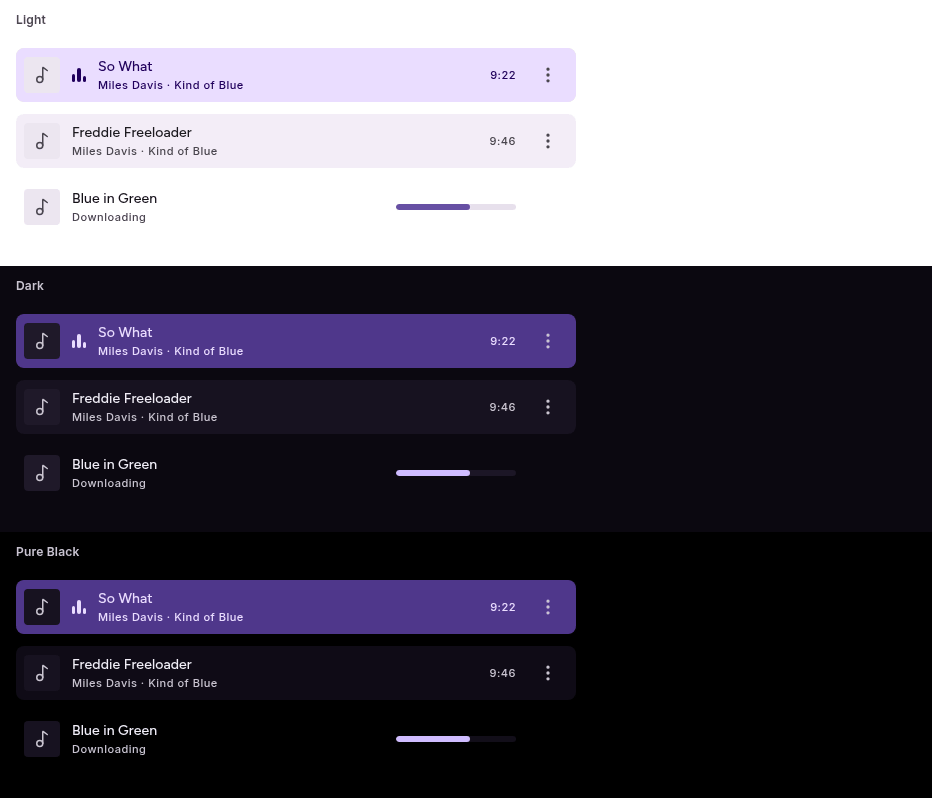 Light
So What
Miles Davis · Kind of Blue
9:22
Freddie Freeloader
Miles Davis · Kind of Blue
9:46
Blue in Green
Downloading
Dark
So What
Miles Davis · Kind of Blue
9:22
Freddie Freeloader
Miles Davis · Kind of Blue
9:46
Blue in Green
Downloading
Pure Black
So What
Miles Davis · Kind of Blue
9:22
Freddie Freeloader
Miles Davis · Kind of Blue
9:46
Blue in Green
Downloading